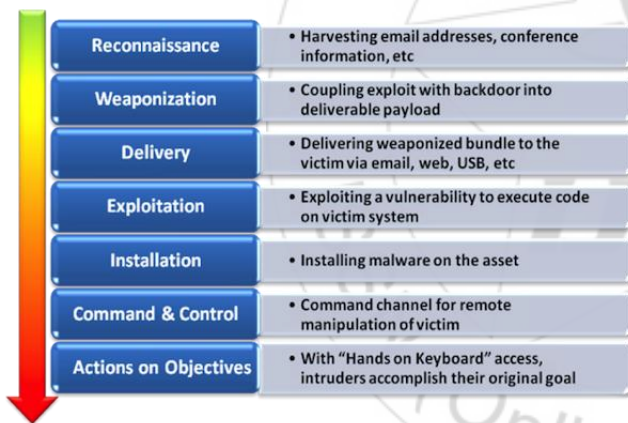 Reconnaissance
• Harvesting email addresses, conference
information, etc
Weaponization
• Coupling exploit with backdoor into
deliverable payload
Delivery
• Delivering weaponized bundle to the
victim via email, web, USB, etc
Exploitation
• Exploiting a vulnerability to execute code
on victim system
Installation
• Installing malware on the asset
Command & Control
• Command channel for remote
manipulation of victim
Actions on Objectives
• With “Hands on Keyboard” access,
intruders accomplish their original goal